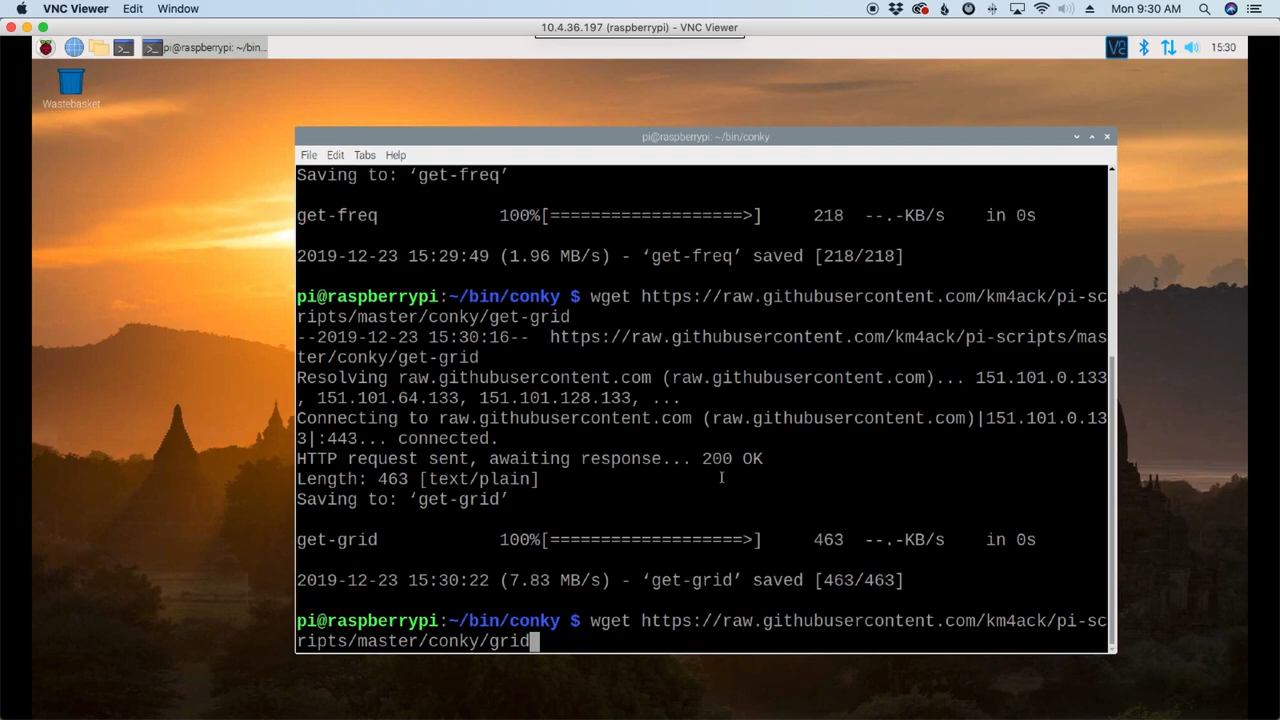 VNC Viewer Edit Window Mon 9:30 AM
10.4.36.197 (raspberrypi) - VNC Viewer
pi@raspberrypi: ~/bin... 15:30
Wastebasket
pi@raspberrypi: ~/bin/conky
File Edit Tabs Help
Saving to: ‘get-freq’
get-freq 100%[===================>] 218 --.-KB/s in 0s
2019-12-23 15:29:49 (1.96 MB/s) - ‘get-freq’ saved [218/218]
pi@raspberrypi:~/bin/conky $ wget https://raw.githubusercontent.com/km4ack/pi-sc
ripts/master/conky/get-grid
--2019-12-23 15:30:16-- https://raw.githubusercontent.com/km4ack/pi-scripts/mas
ter/conky/get-grid
Resolving raw.githubusercontent.com (raw.githubusercontent.com)... 151.101.0.133
, 151.101.64.133, 151.101.128.133, ...
Connecting to raw.githubusercontent.com (raw.githubusercontent.com)|151.101.0.13
3|:443... connected.
HTTP request sent, awaiting response... 200 OK
Length: 463 [text/plain]
Saving to: ‘get-grid’
get-grid 100%[===================>] 463 --.-KB/s in 0s
2019-12-23 15:30:22 (7.83 MB/s) - ‘get-grid’ saved [463/463]
pi@raspberrypi:~/bin/conky $ wget https://raw.githubusercontent.com/km4ack/pi-sc
ripts/master/conky/grid